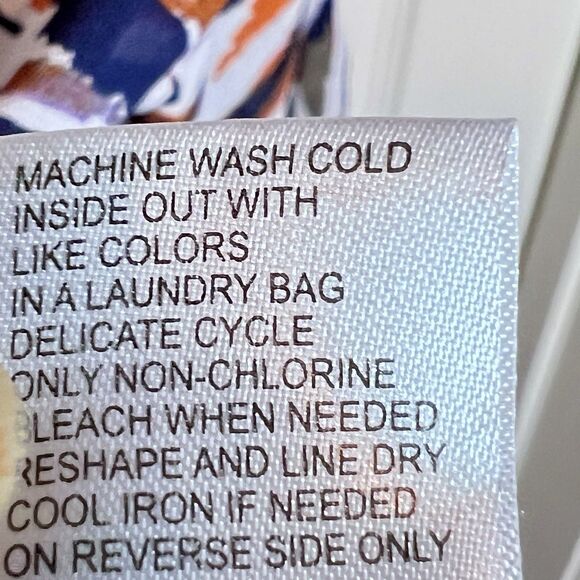 MACHINE WASH COLD
INSIDE OUT WITH
LIKE COLORS
IN A LAUNDRY BAG
DELICATE CYCLE
ONLY NON-CHLORINE
BLEACH WHEN NEEDED
RESHAPE AND LINE DRY
COOL IRON IF NEEDED
ON REVERSE SIDE ONLY